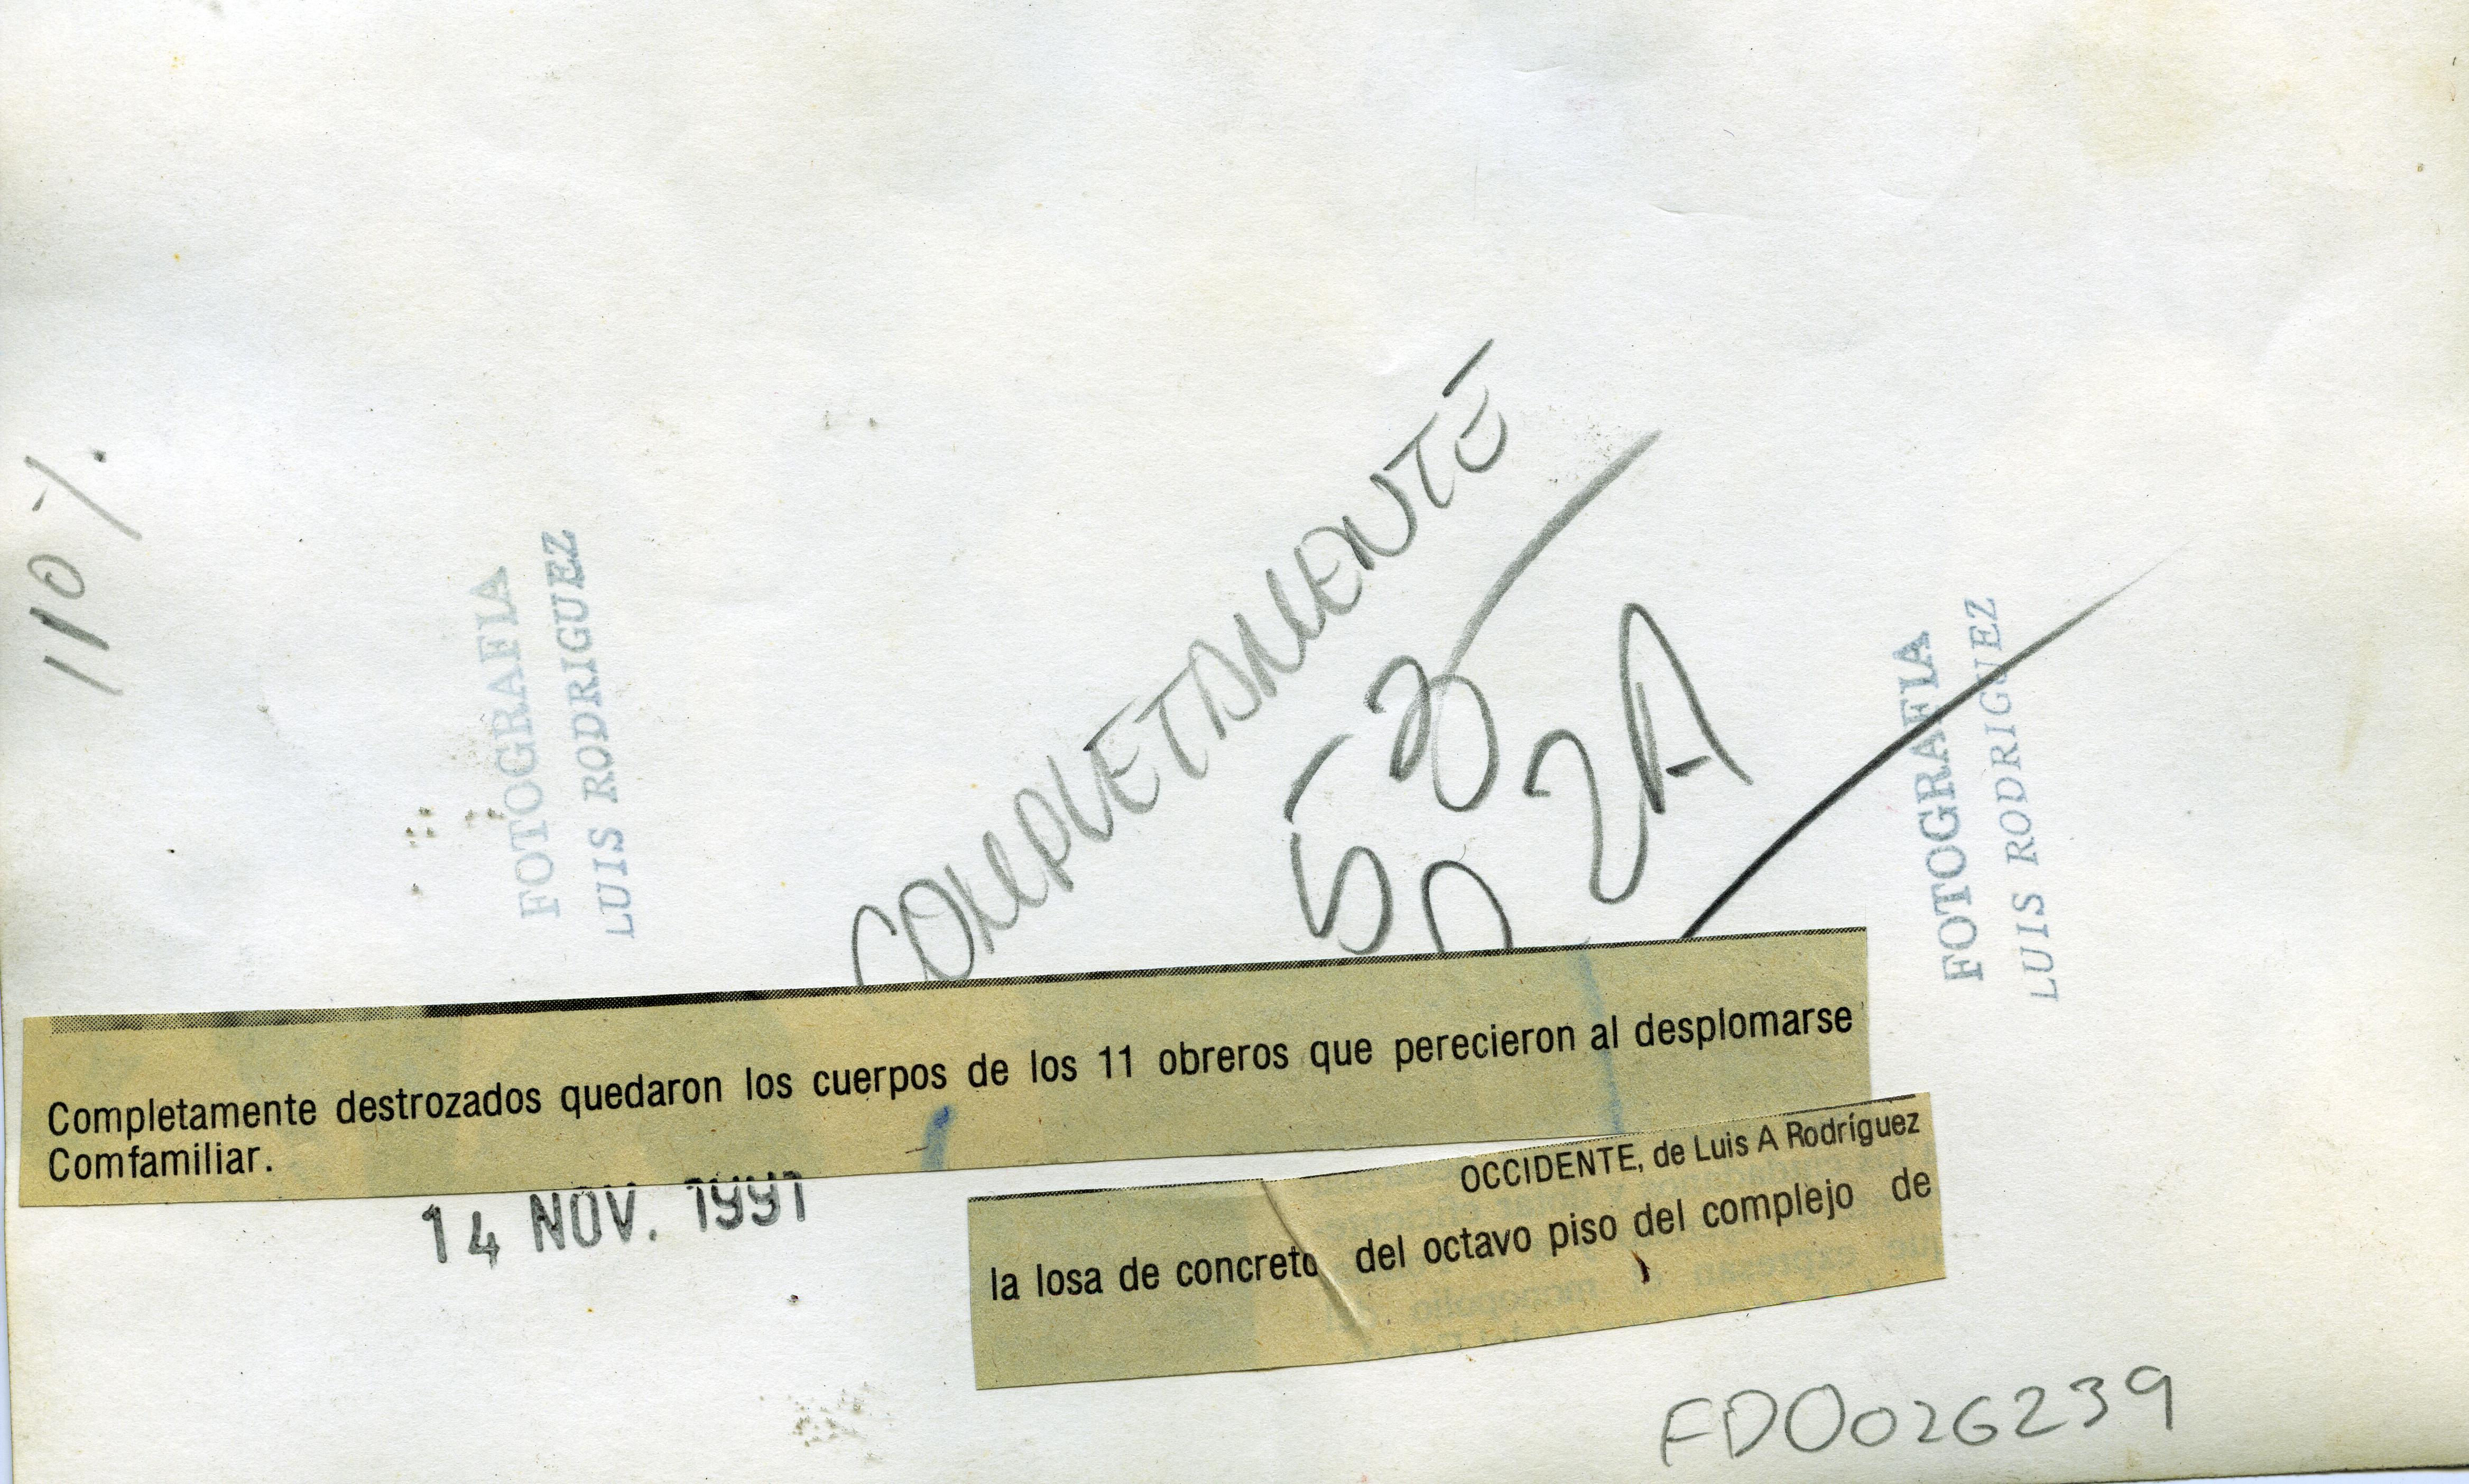 110%
FOTOGRAFIA
LUIS RODRIGUEZ
COMPLETAMENTE
53
2A
FOTOGRAFIA
LUIS RODRIGUEZ
Completamente destrozados quedaron los cuerpos de los 11 obreros que perecieron al desplomarse
Comfamiliar.
OCCIDENTE, de Luis A Rodríguez
la losa de concreto del octavo piso del complejo de
14 NOV. 1991
FDO026239